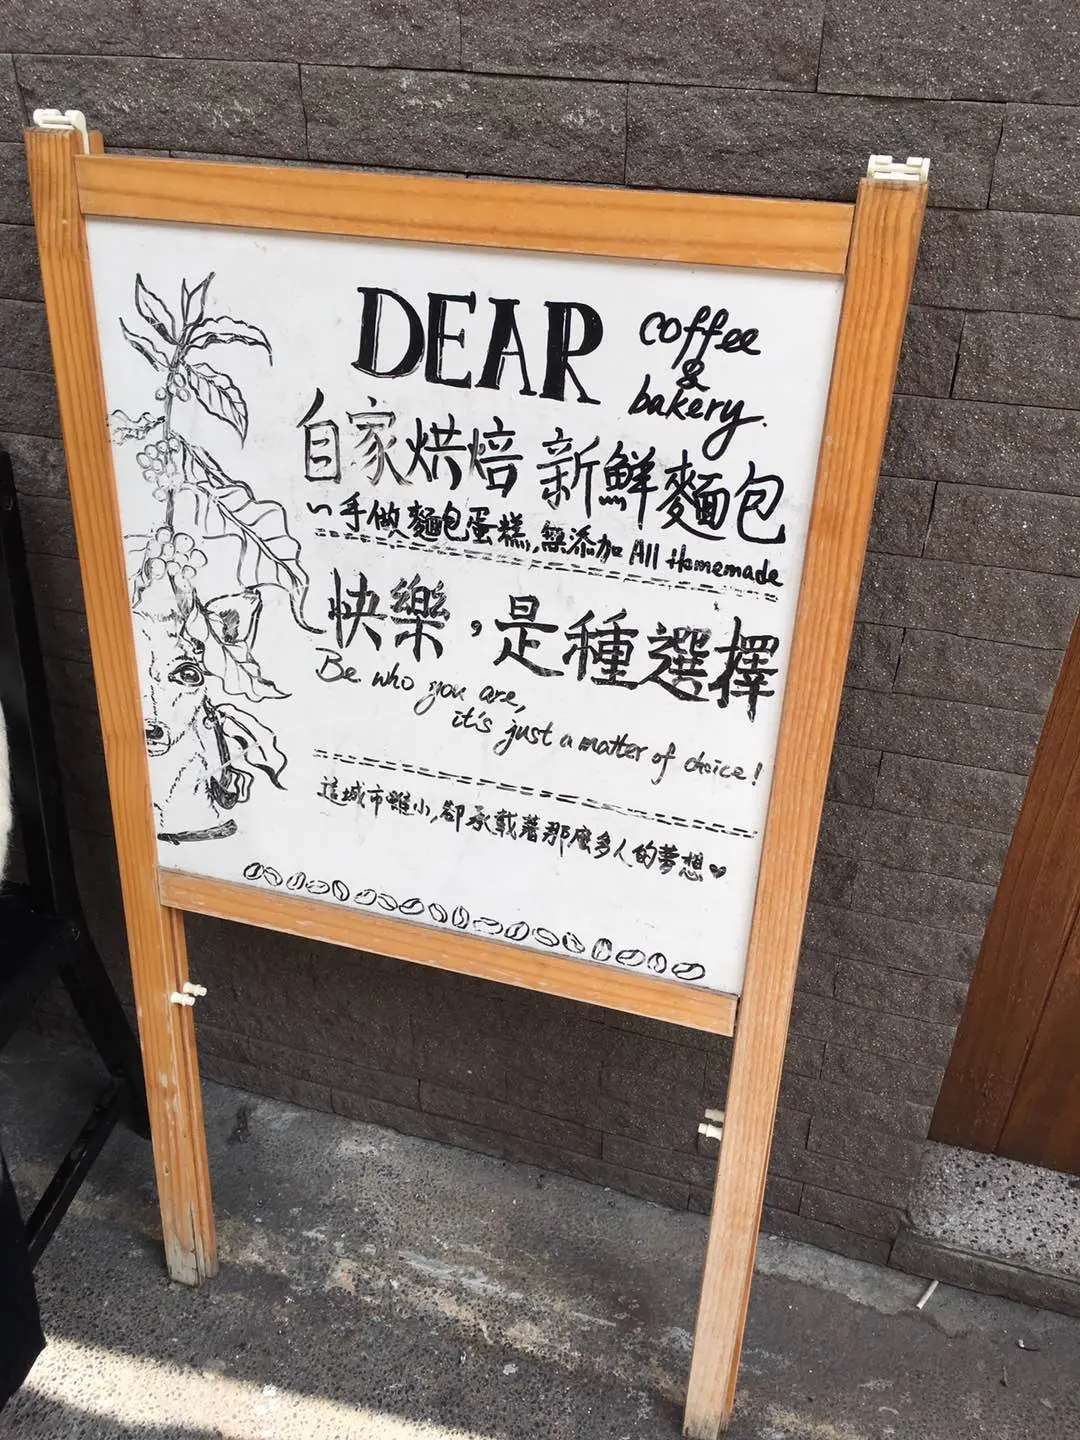 DEAR coffee & bakery.
自家烘焙 新鮮麵包
~手做麵包蛋糕,無添加 All Homemade
快樂,是種選擇
Be who you are,
it's just a matter of choice!
這城市雖小,卻承載著那麼多人的夢想♥